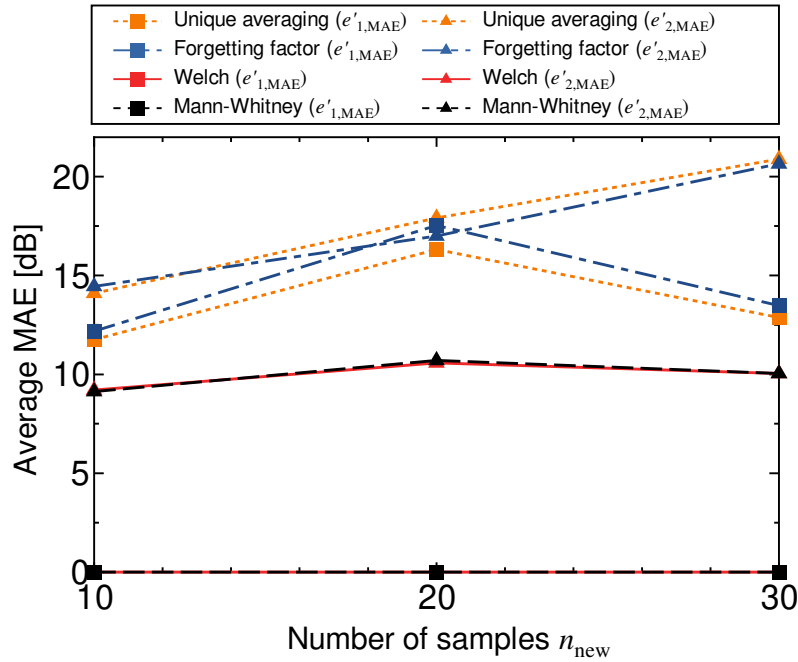 Unique averaging (e'1,MAE) Unique averaging (e'2,MAE)
Forgetting factor (e'1,MAE) Forgetting factor (e'2,MAE)
Welch (e'1,MAE) Welch (e'2,MAE)
Mann-Whitney (e'1,MAE) Mann-Whitney (e'2,MAE)
Average MAE [dB]
20
15
10
5
0
10 20 30
Number of samples nnew